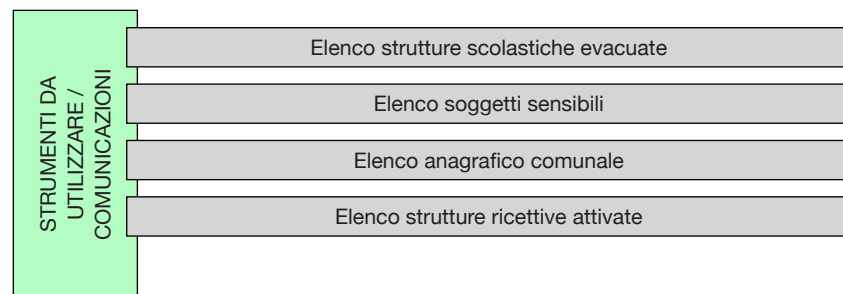 STRUMENTI DA
UTILIZZARE /
COMUNICAZIONI
Elenco strutture scolastiche evacuate
Elenco soggetti sensibili
Elenco anagrafico comunale
Elenco strutture ricettive attivate